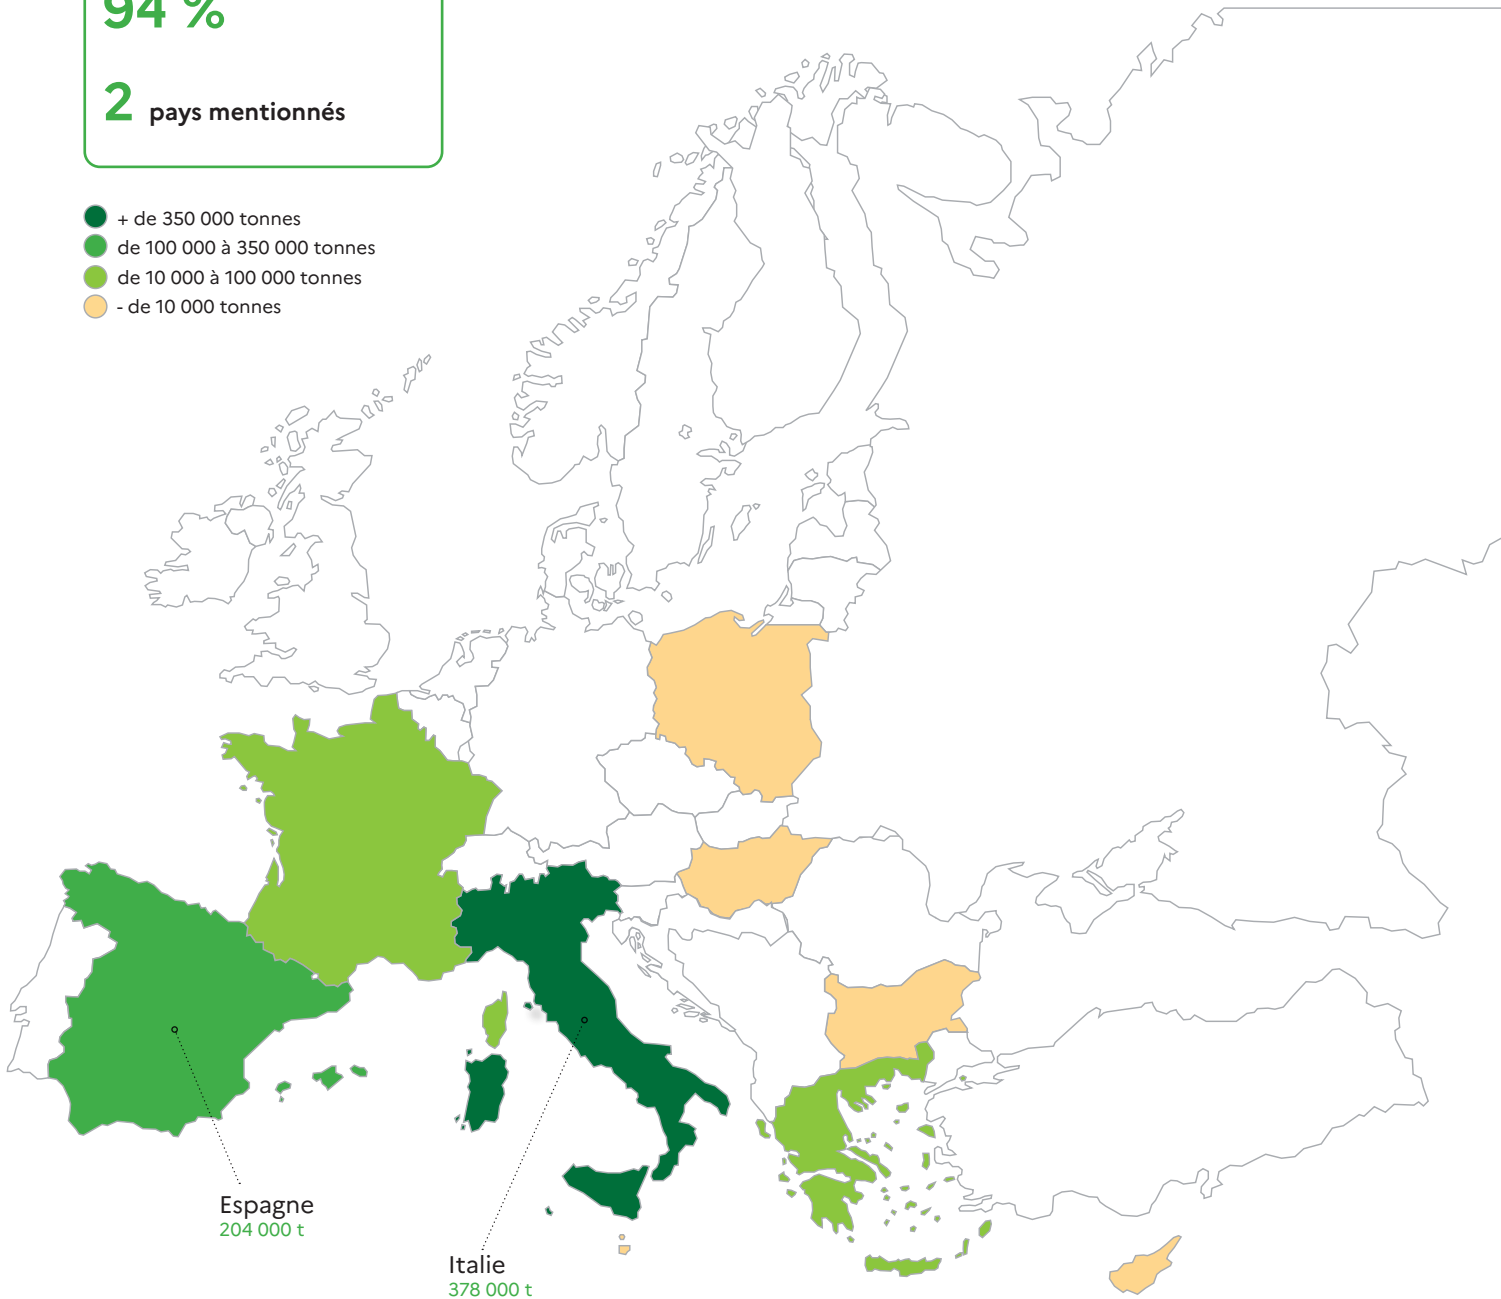 94 %
2 pays mentionnés
+ de 350 000 tonnes
de 100 000 à 350 000 tonnes
de 10 000 à 100 000 tonnes
- de 10 000 tonnes
Espagne
204 000 t
Italie
378 000 t